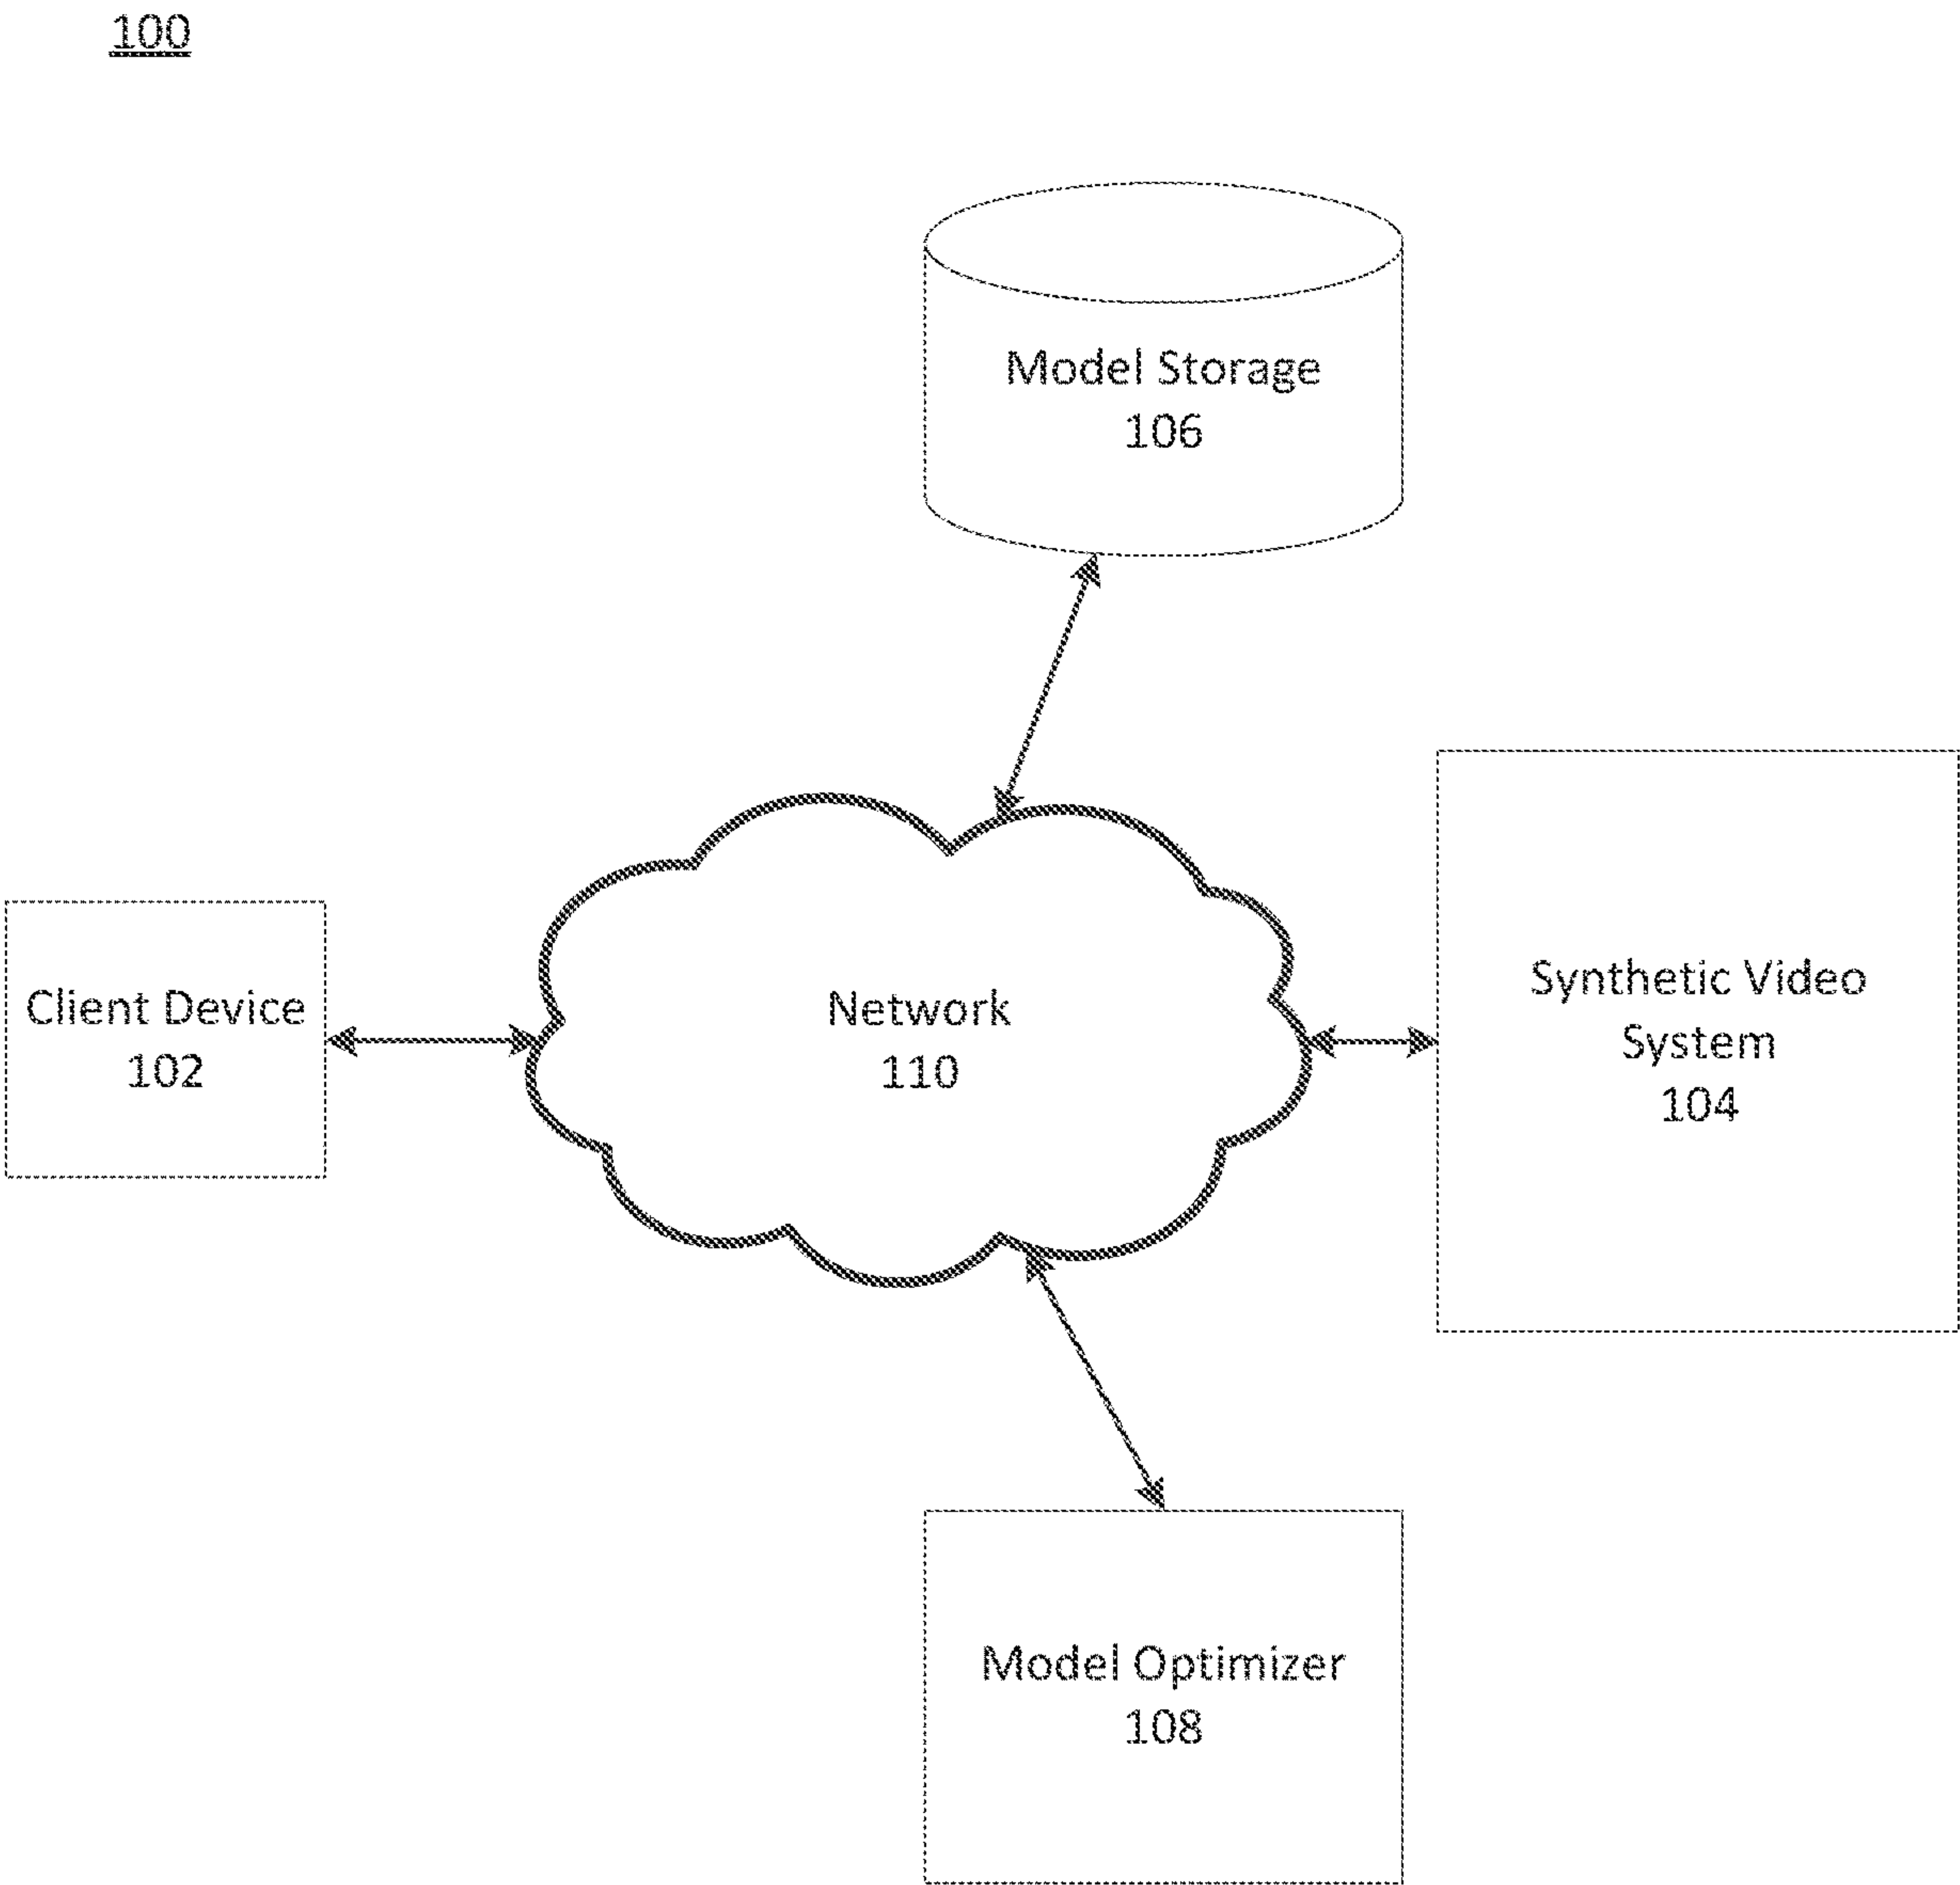 100
Model Storage
106
Client Device
102
Network
110
Synthetic Video
System
104
Model Optimizer
108